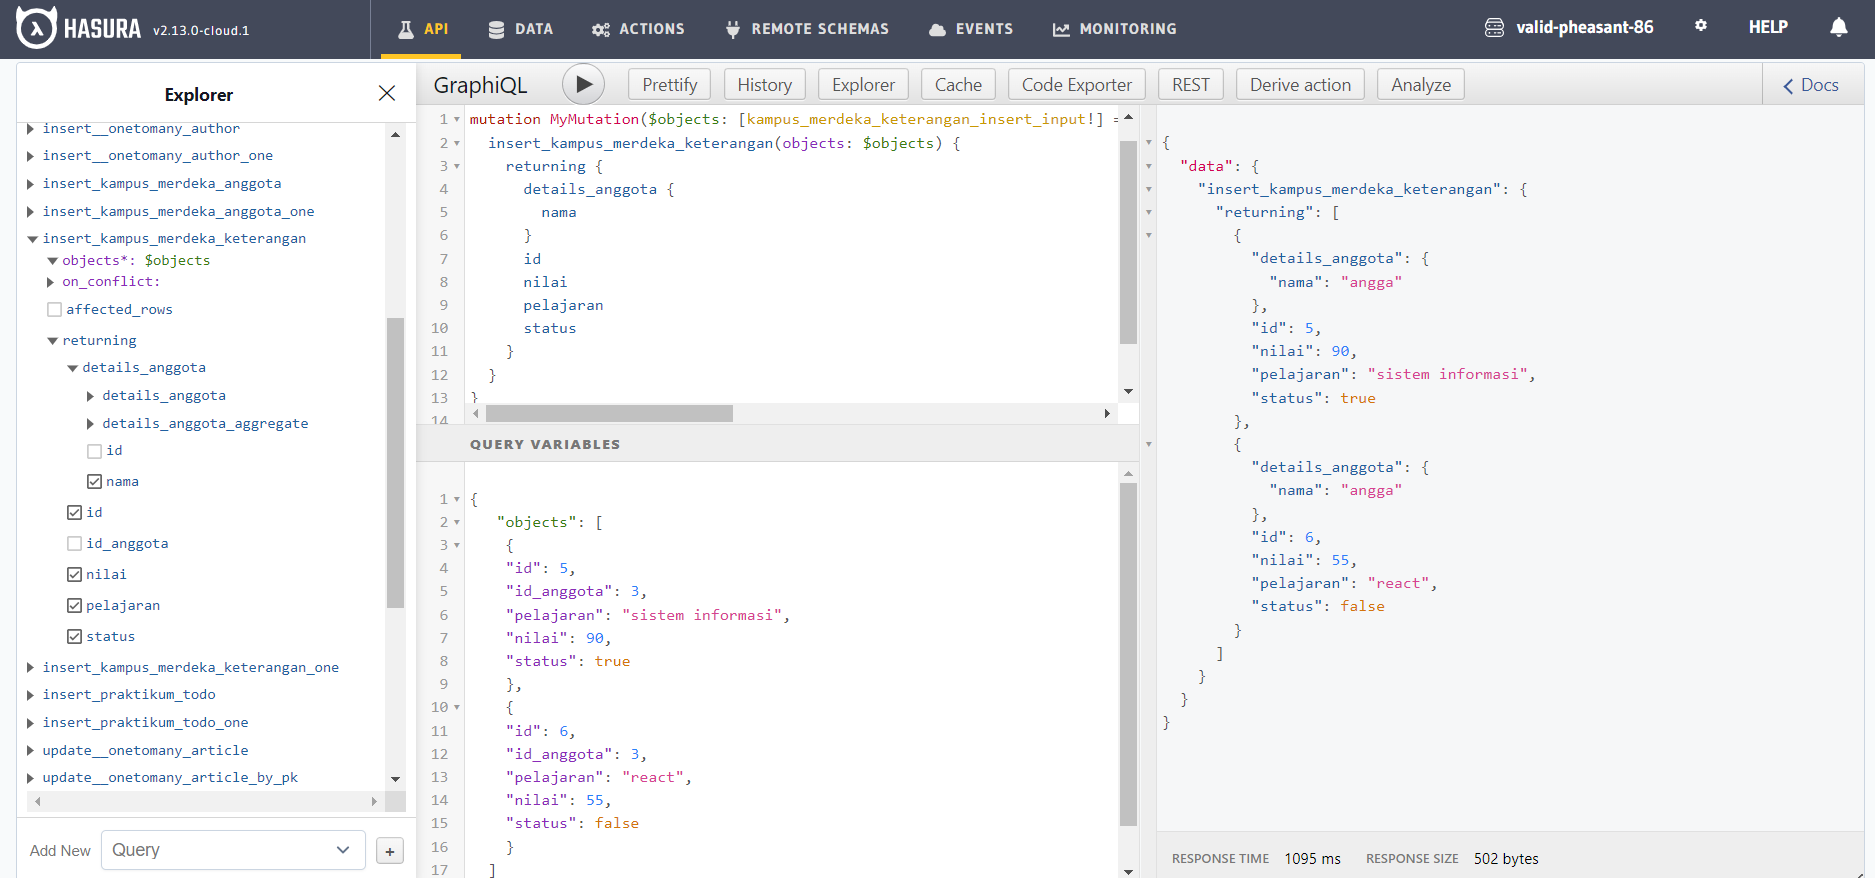 HASURA v2.13.0-cloud.1
API
DATA
ACTIONS
REMOTE SCHEMAS
EVENTS
MONITORING
valid-pheasant-86
HELP
Explorer
insert__onetomany_author
insert__onetomany_author_one
insert_kampus_merdeka_anggota
insert_kampus_merdeka_anggota_one
insert_kampus_merdeka_keterangan
objects*: $objects
on_conflict:
affected_rows
returning
details_anggota
details_anggota
details_anggota_aggregate
id
nama
id
id_anggota
nilai
pelajaran
status
insert_kampus_merdeka_keterangan_one
insert_praktikum_todo
insert_praktikum_todo_one
update__onetomany_article
update__onetomany_article_by_pk
Add New Query +
GraphiQL
Prettify
History
Explorer
Cache
Code Exporter
REST
Derive action
Analyze
Docs
1 mutation MyMutation($objects: [kampus_merdeka_keterangan_insert_input!] =
2 insert_kampus_merdeka_keterangan(objects: $objects) {
3 returning {
4 details_anggota {
5 nama
6 }
7 id
8 nilai
9 pelajaran
10 status
11 }
12 }
13 }
14
QUERY VARIABLES
1 {
2 "objects": [
3 {
4 "id": 5,
5 "id_anggota": 3,
6 "pelajaran": "sistem informasi",
7 "nilai": 90,
8 "status": true
9 },
10 {
11 "id": 6,
12 "id_anggota": 3,
13 "pelajaran": "react",
14 "nilai": 55,
15 "status": false
16 }
17 ]
{
"data": {
"insert_kampus_merdeka_keterangan": {
"returning": [
{
"details_anggota": {
"nama": "angga"
},
"id": 5,
"nilai": 90,
"pelajaran": "sistem informasi",
"status": true
},
{
"details_anggota": {
"nama": "angga"
},
"id": 6,
"nilai": 55,
"pelajaran": "react",
"status": false
}
]
}
}
}
RESPONSE TIME 1095 ms RESPONSE SIZE 502 bytes